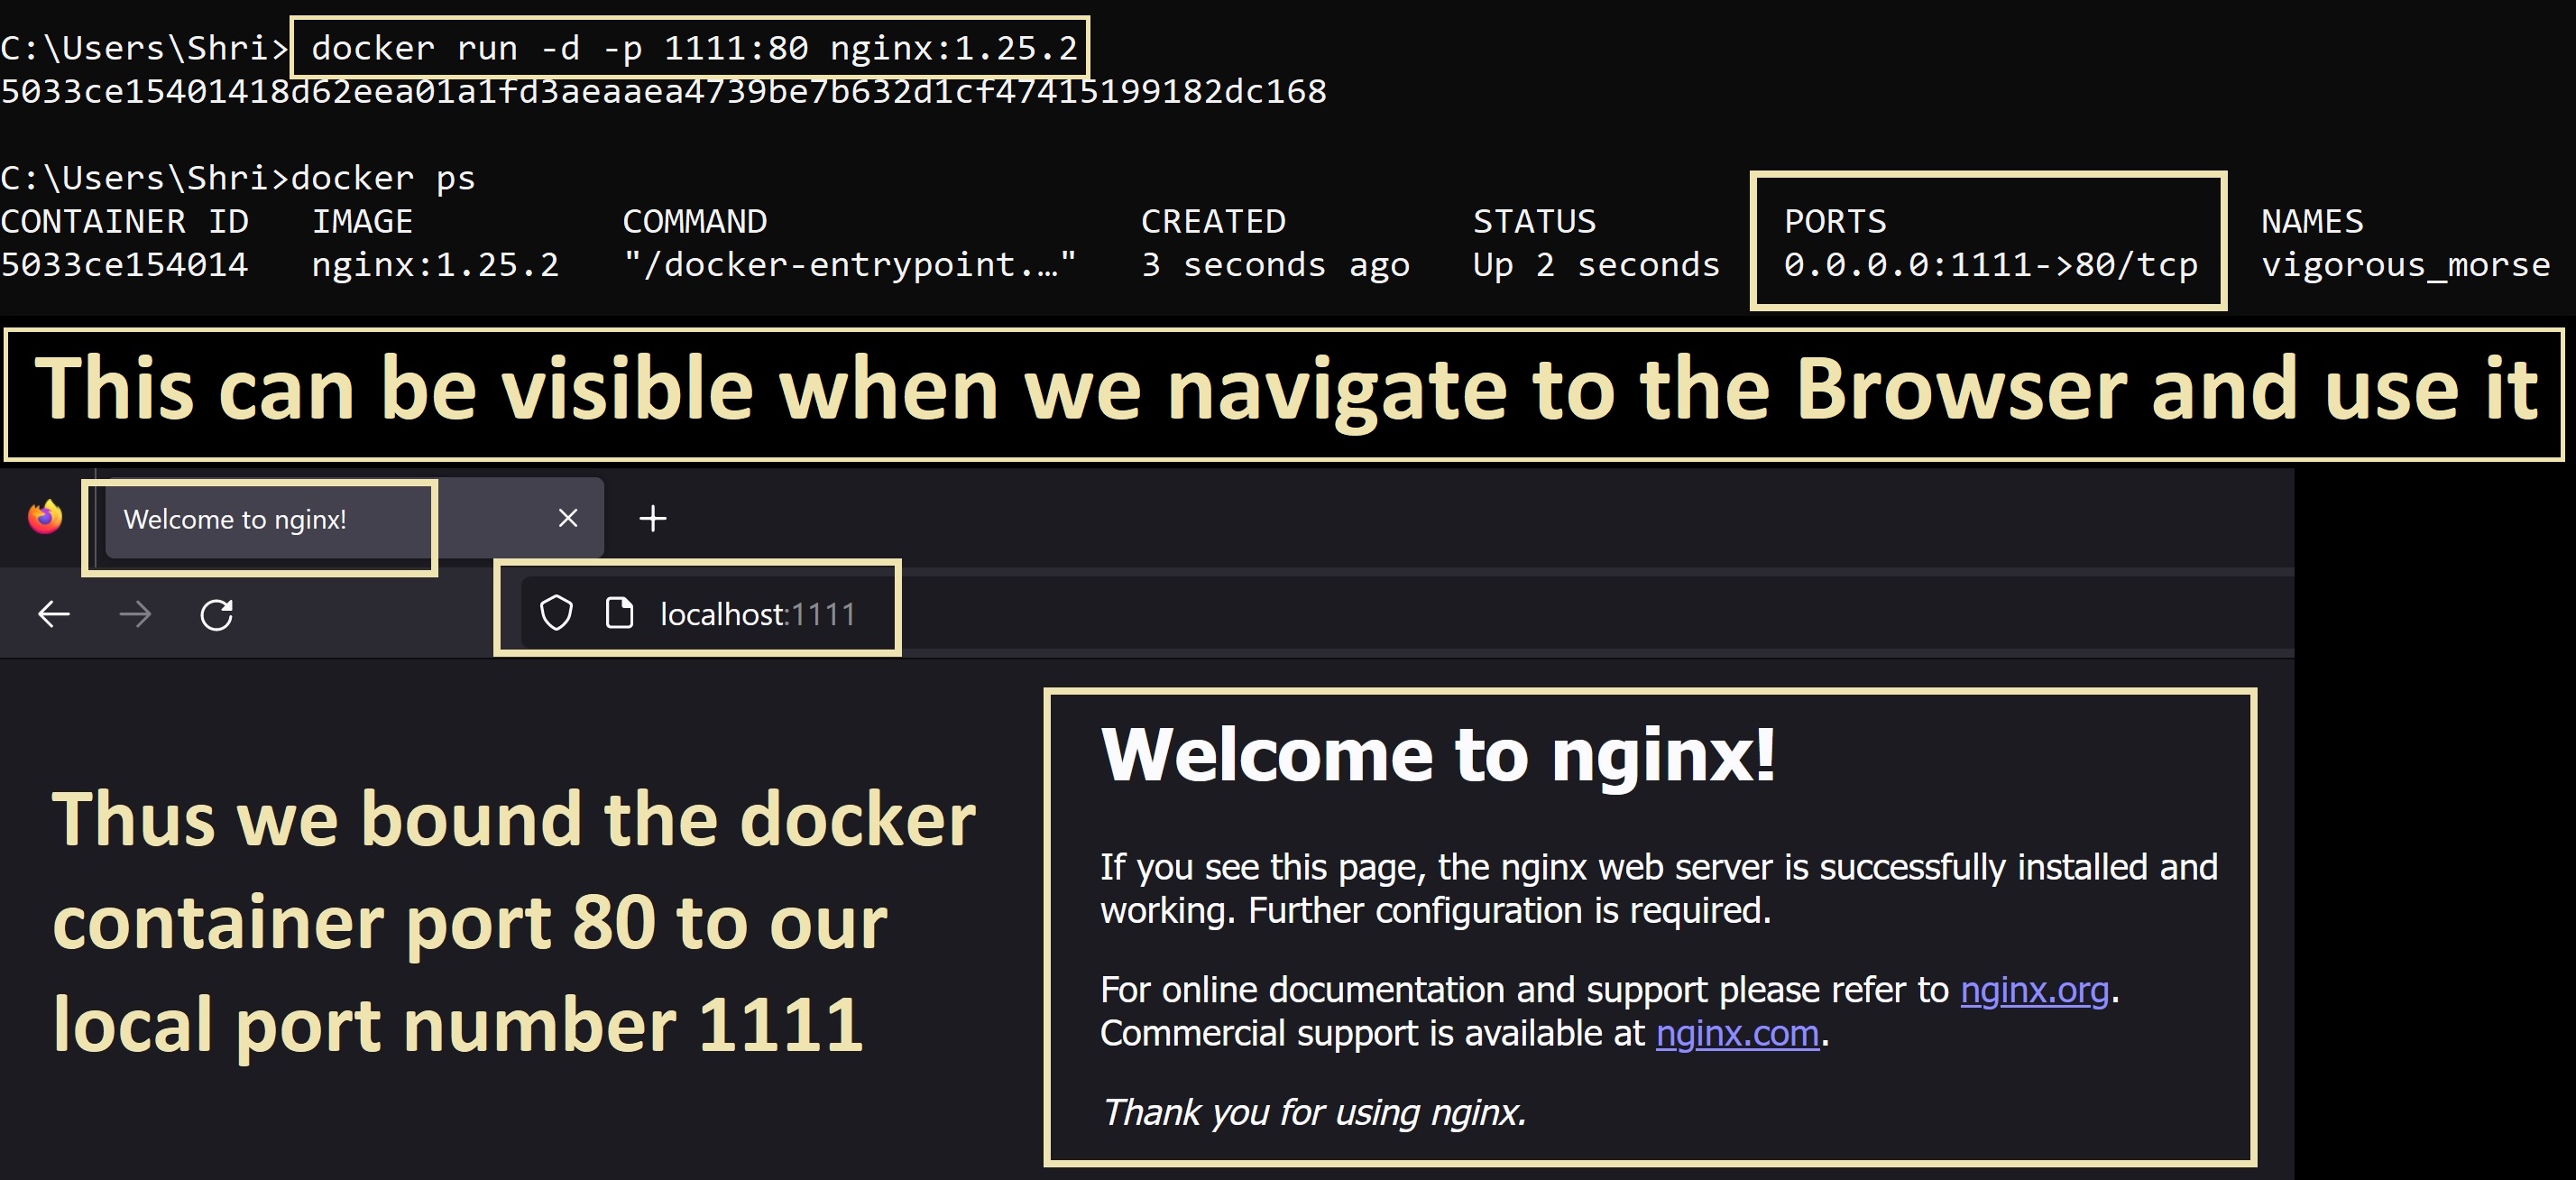 C:\Users\Shri> docker run -d -p 1111:80 nginx:1.25.2
5033ce15401418d62eea01a1fd3aeaaea4739be7b632d1cf47415199182dc168
C:\Users\Shri>docker ps
CONTAINER ID   IMAGE          COMMAND                  CREATED         STATUS         PORTS                  NAMES
5033ce154014   nginx:1.25.2   "/docker-entrypoint.…"   3 seconds ago   Up 2 seconds   0.0.0.0:1111->80/tcp   vigorous_morse
This can be visible when we navigate to the Browser and use it
Welcome to nginx!
localhost:1111
Thus we bound the docker
container port 80 to our
local port number 1111
Welcome to nginx!
If you see this page, the nginx web server is successfully installed and
working. Further configuration is required.
For online documentation and support please refer to nginx.org.
Commercial support is available at nginx.com.
Thank you for using nginx.